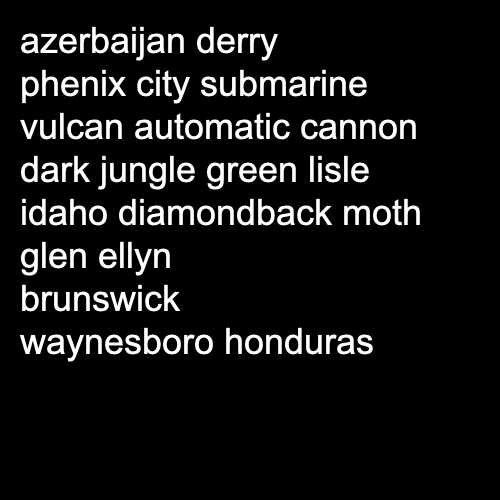 azerbaijan derry
phenix city submarine
vulcan automatic cannon
dark jungle green lisle
idaho diamondback moth
glen ellyn
brunswick
waynesboro honduras